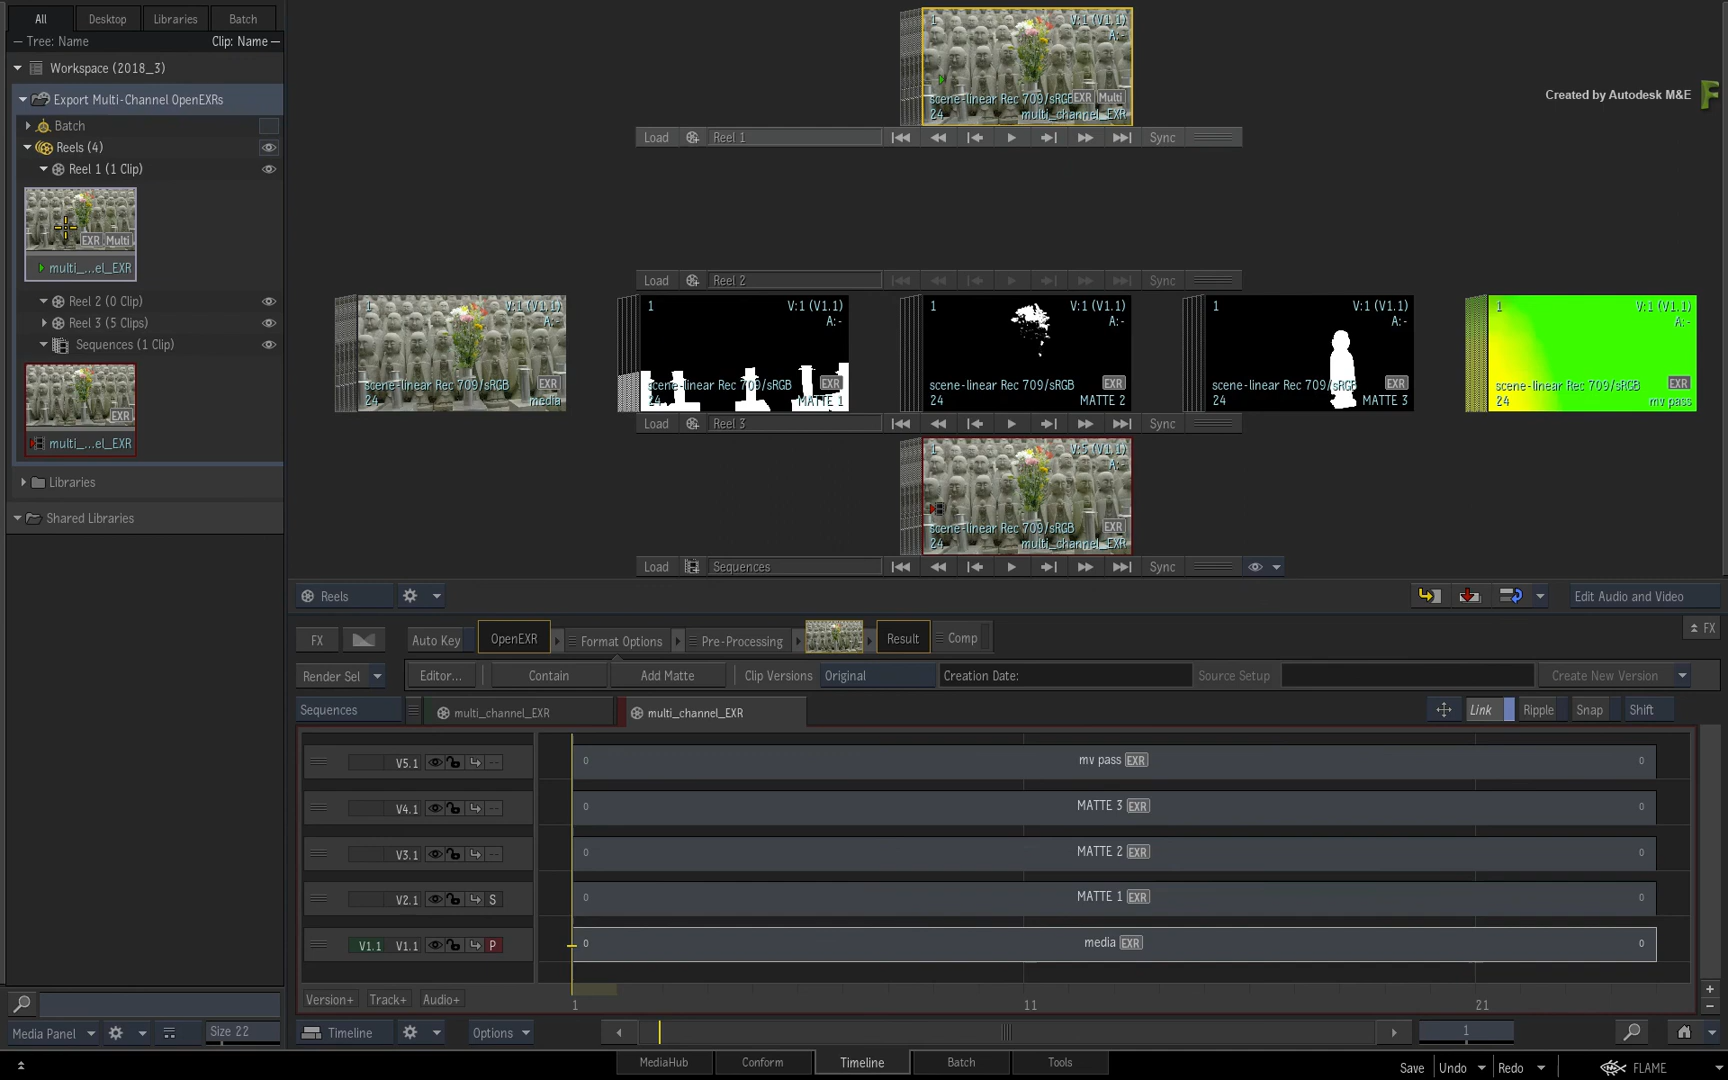 All Desktop Libraries Batch
Tree: Name Clip: Name
Workspace (2018_3)
Export Multi-Channel OpenEXRs
Batch
Reels (4)
Reel 1 (1 Clip)
EXR Multi
multi_...el_EXR
Reel 2 (0 Clip)
Reel 3 (5 Clips)
Sequences (1 Clip)
EXR
multi_...el_EXR
Libraries
Shared Libraries
1 V:1 (V1.1)
A:-
scene-linear Rec 709/sRGB EXR Multi
24 multi_channel_EXR
Load Reel 1 Sync
Created by Autodesk M&E
Load Reel 2 Sync
1 V:1 (V1.1)
A:-
scene-linear Rec 709/sRGB EXR
24 media
1 V:1 (V1.1)
A:-
scene-linear Rec 709/sRGB EXR
24 MATTE 1
1 V:1 (V1.1)
A:-
scene-linear Rec 709/sRGB EXR
24 MATTE 2
1 V:1 (V1.1)
A:-
scene-linear Rec 709/sRGB EXR
24 MATTE 3
1 V:1 (V1.1)
A:-
scene-linear Rec 709/sRGB EXR
24 mv pass
Load Reel 3 Sync
1 V:5 (V1.1)
A:-
scene-linear Rec 709/sRGB EXR
24 multi_channel_EXR
Load Sequences Sync
Reels Edit Audio and Video
FX Auto Key OpenEXR Format Options Pre-Processing Result Comp FX
Render Sel Editor... Contain Add Matte Clip Versions Original Creation Date: Source Setup Create New Version
Sequences multi_channel_EXR multi_channel_EXR Link Ripple Snap Shift
V5.1 -- 0 mv pass EXR 0
V4.1 -- 0 MATTE 3 EXR 0
V3.1 -- 0 MATTE 2 EXR 0
V2.1 S 0 MATTE 1 EXR 0
V1.1 V1.1 P 0 media EXR 0
Version+ Track+ Audio+ 1 11 21
Media Panel Size 22 Timeline Options 1
MediaHub Conform Timeline Batch Tools Save Undo Redo FLAME